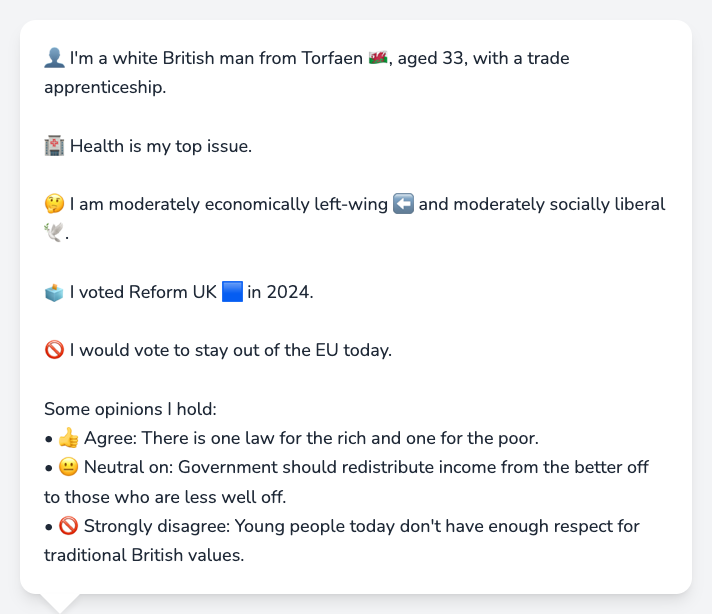 👤 I'm a white British man from Torfaen 🏴󠁧󠁢󠁷󠁬󠁳󠁿, aged 33, with a trade
apprenticeship.
🏥 Health is my top issue.
🤔 I am moderately economically left-wing ⬅️ and moderately socially liberal
🕊️.
🗳️ I voted Reform UK 🟦 in 2024.
🚫 I would vote to stay out of the EU today.
Some opinions I hold:
• 👍 Agree: There is one law for the rich and one for the poor.
• 😐 Neutral on: Government should redistribute income from the better off
to those who are less well off.
• 🚫 Strongly disagree: Young people today don't have enough respect for
traditional British values.